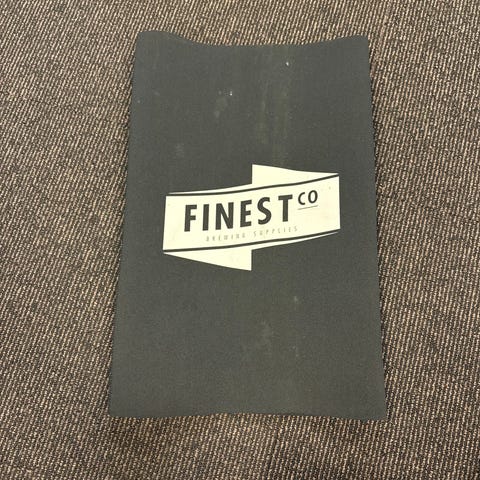 FINEST CO
BREWING SUPPLIES